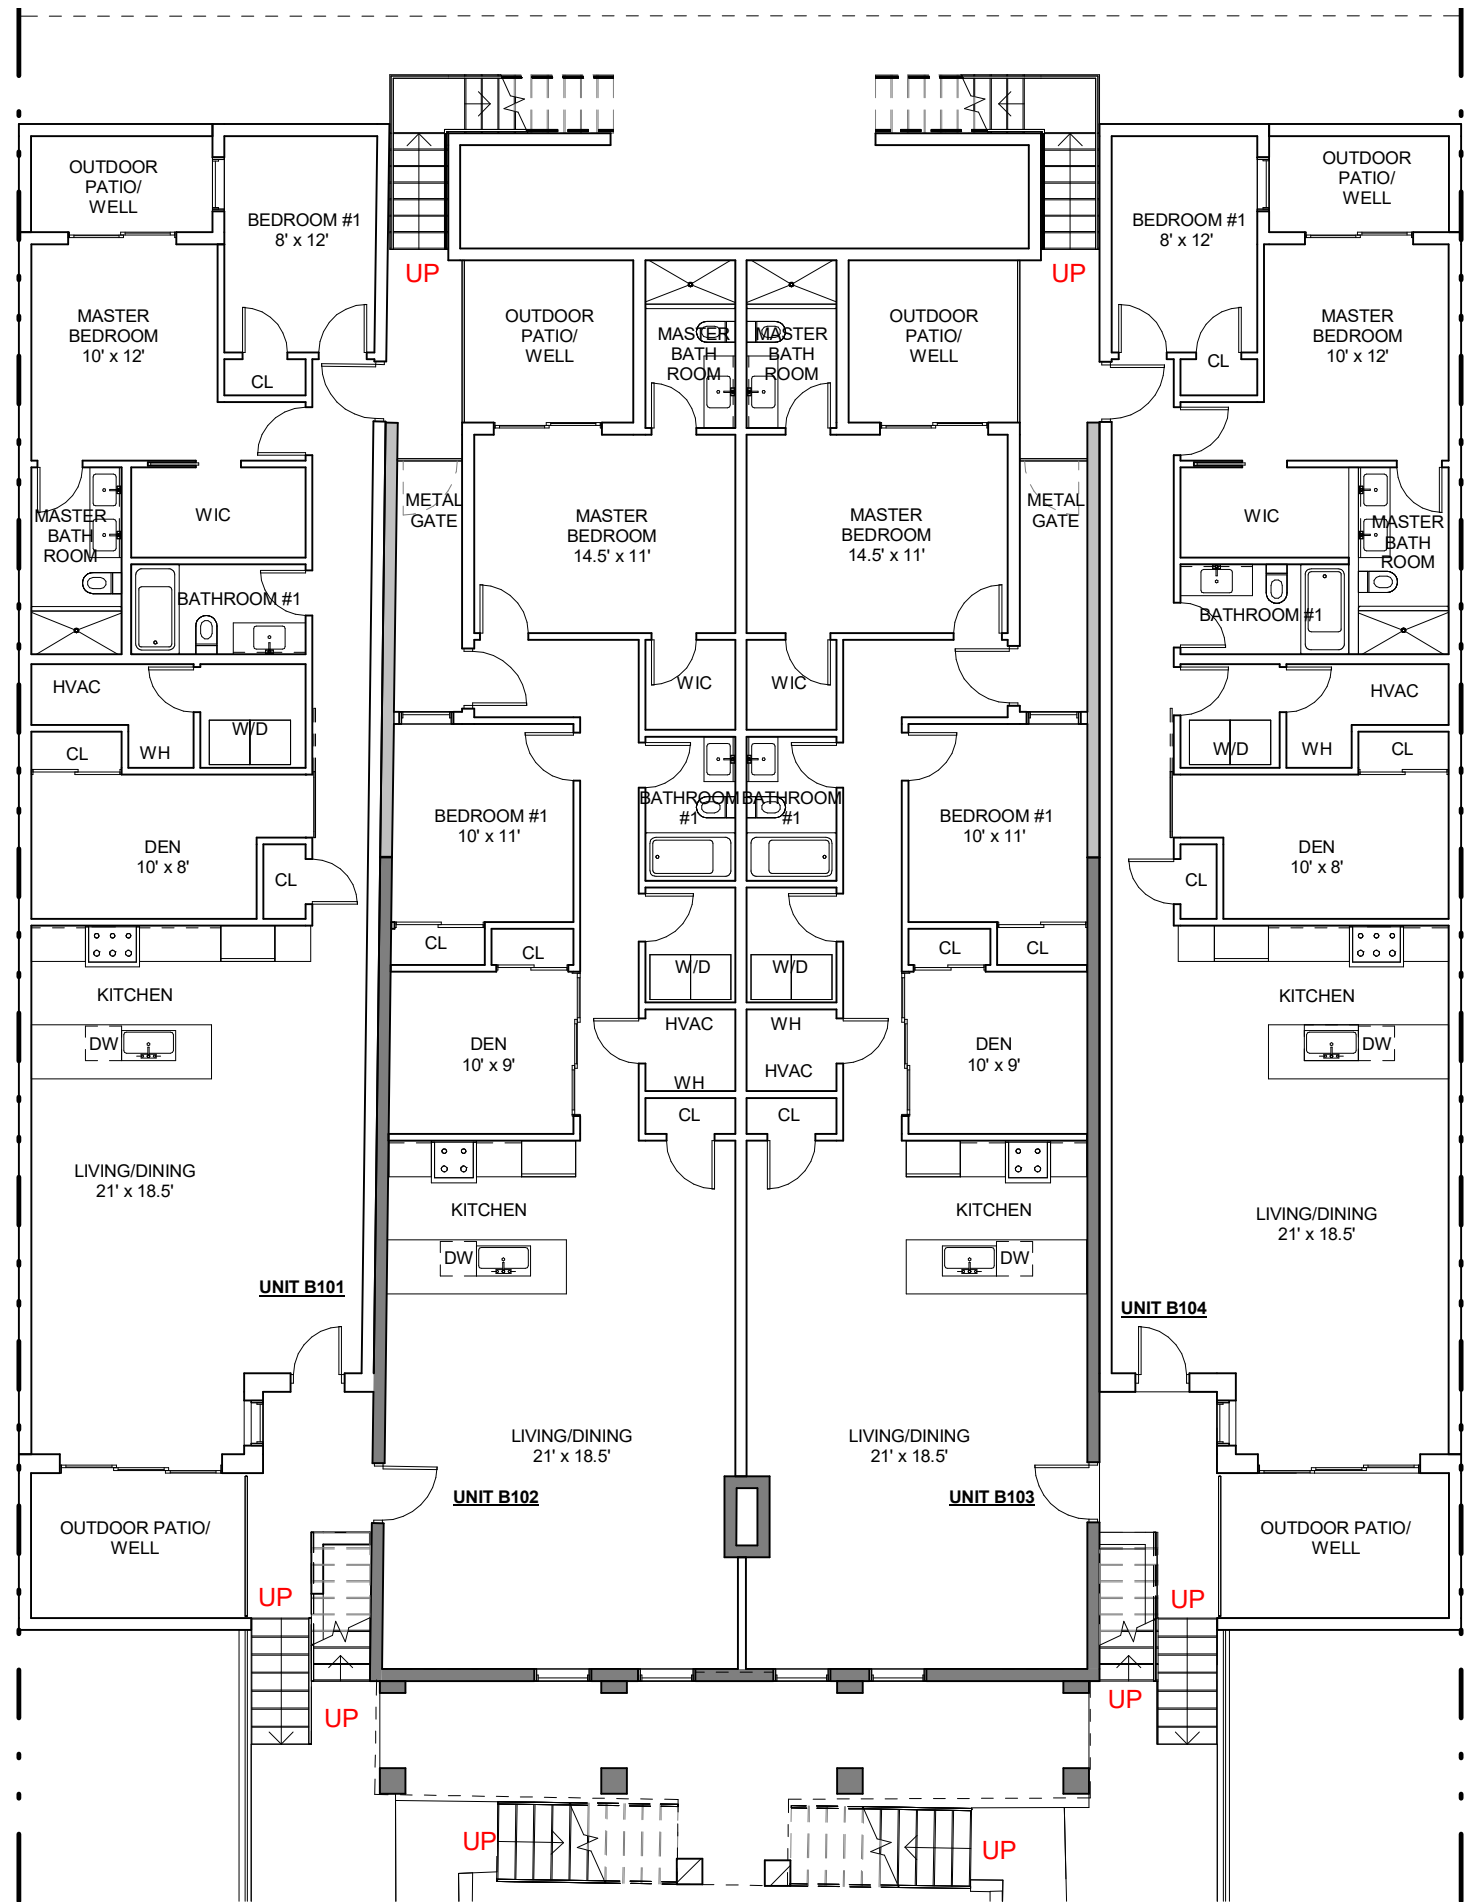 OUTDOOR
PATIO/
WELL
BEDROOM #1
8' x 12'
UP
MASTER
BEDROOM
10' x 12'
CL
WIC
MASTER
BATH
ROOM
BATHROOM #1
HVAC
WH
W/D
CL
DEN
10' x 8'
CL
KITCHEN
DW
LIVING/DINING
21' x 18.5'
UNIT B101
OUTDOOR PATIO/
WELL
UP
UP
OUTDOOR
PATIO/
WELL
MASTER
BATH
ROOM
METAL
GATE
MASTER
BEDROOM
14.5' x 11'
WIC
BEDROOM #1
10' x 11'
BATHROOM
#1
CL
CL
W/D
DEN
10' x 9'
HVAC
WH
CL
KITCHEN
DW
LIVING/DINING
21' x 18.5'
UNIT B102
UP
MASTER
BATH
ROOM
OUTDOOR
PATIO/
WELL
METAL
GATE
MASTER
BEDROOM
14.5' x 11'
WIC
BATHROOM
#1
BEDROOM #1
10' x 11'
CL
CL
W/D
WH
HVAC
DEN
10' x 9'
CL
KITCHEN
DW
LIVING/DINING
21' x 18.5'
UNIT B103
UP
BEDROOM #1
8' x 12'
OUTDOOR
PATIO/
WELL
UP
MASTER
BEDROOM
10' x 12'
CL
WIC
MASTER
BATH
ROOM
BATHROOM #1
HVAC
W/D
WH
CL
DEN
10' x 8'
CL
KITCHEN
DW
LIVING/DINING
21' x 18.5'
UNIT B104
OUTDOOR PATIO/
WELL
UP
UP